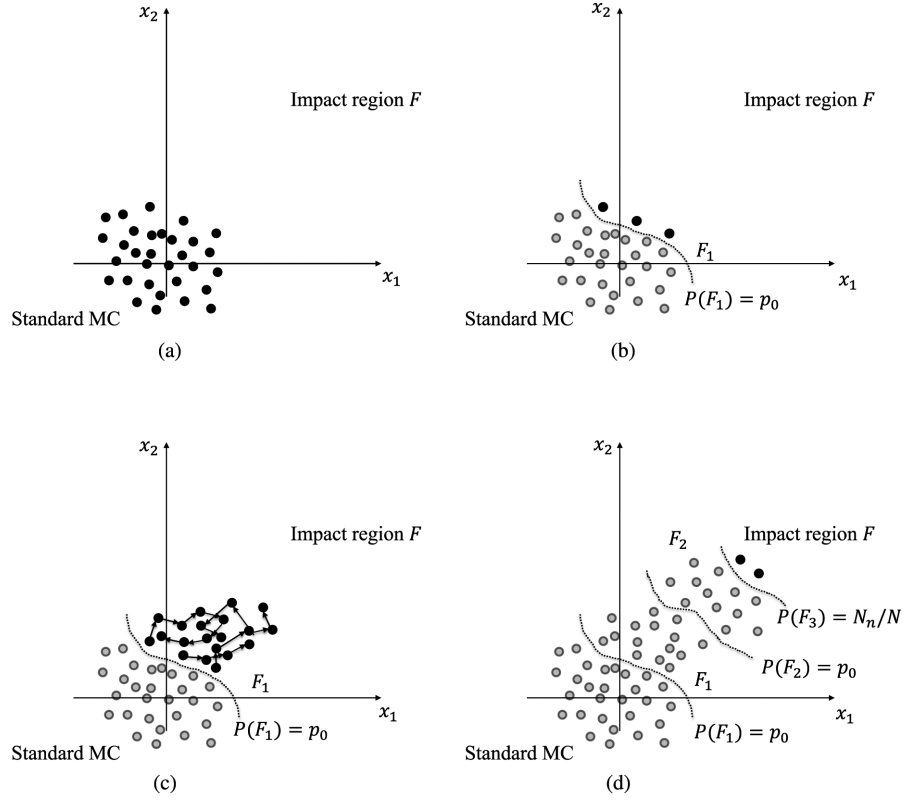 x₂
Impact region F
x₁
Standard MC
(a)
x₂
Impact region F
F₁
x₁
P(F₁) = p₀
Standard MC
(b)
x₂
Impact region F
F₁
x₁
P(F₁) = p₀
Standard MC
(c)
x₂
Impact region F
F₂
P(F₃) = Nₙ/N
P(F₂) = p₀
F₁
x₁
P(F₁) = p₀
Standard MC
(d)